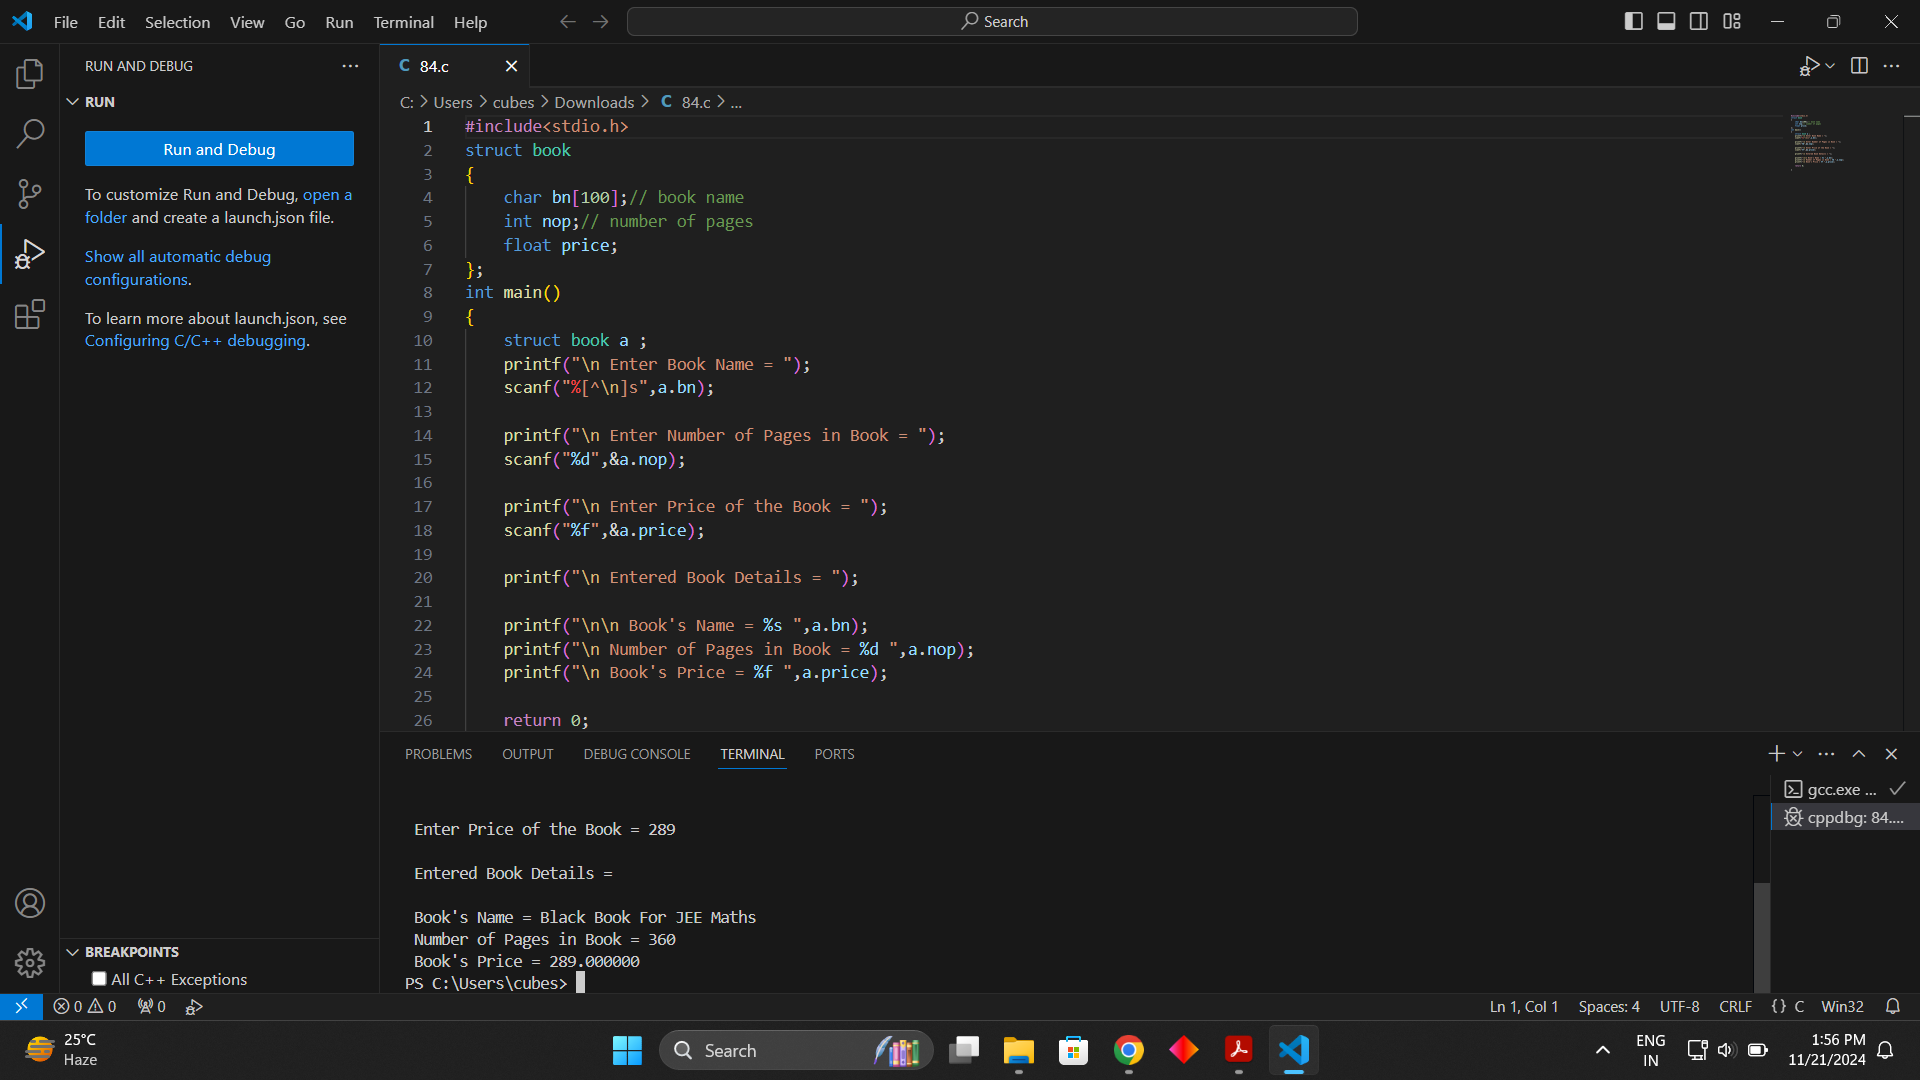 File Edit Selection View Go Run Terminal Help
Search
RUN AND DEBUG
RUN
Run and Debug
To customize Run and Debug, open a
folder and create a launch.json file.
Show all automatic debug
configurations.
To learn more about launch.json, see
Configuring C/C++ debugging.
BREAKPOINTS
All C++ Exceptions
C 84.c
C: > Users > cubes > Downloads > C 84.c > ...
1 #include<stdio.h>
2 struct book
3 {
4 char bn[100];// book name
5 int nop;// number of pages
6 float price;
7 };
8 int main()
9 {
10 struct book a ;
11 printf("\n Enter Book Name = ");
12 scanf("%[^\n]s",a.bn);
13
14 printf("\n Enter Number of Pages in Book = ");
15 scanf("%d",&a.nop);
16
17 printf("\n Enter Price of the Book = ");
18 scanf("%f",&a.price);
19
20 printf("\n Entered Book Details = ");
21
22 printf("\n\n Book's Name = %s ",a.bn);
23 printf("\n Number of Pages in Book = %d ",a.nop);
24 printf("\n Book's Price = %f ",a.price);
25
26 return 0;
PROBLEMS OUTPUT DEBUG CONSOLE TERMINAL PORTS
Enter Price of the Book = 289
Entered Book Details =
Book's Name = Black Book For JEE Maths
Number of Pages in Book = 360
Book's Price = 289.000000
PS C:\Users\cubes>
gcc.exe ...
cppdbg: 84....
0 0 0
Ln 1, Col 1 Spaces: 4 UTF-8 CRLF {} C Win32
25°C
Haze
Search
ENG
IN
1:56 PM
11/21/2024